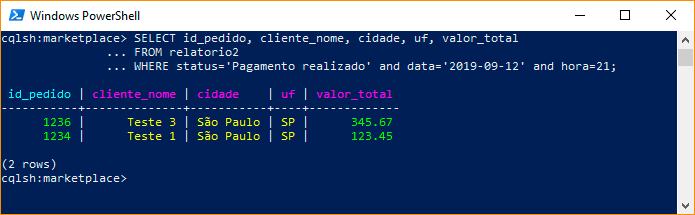 Windows PowerShell
cqlsh:marketplace> SELECT id_pedido, cliente_nome, cidade, uf, valor_total
... FROM relatorio2
... WHERE status='Pagamento realizado' and data='2019-09-12' and hora=21;
id_pedido | cliente_nome | cidade | uf | valor_total
-----------+--------------+-----------+----+-------------
1236 | Teste 3 | São Paulo | SP | 345.67
1234 | Teste 1 | São Paulo | SP | 123.45
(2 rows)
cqlsh:marketplace>